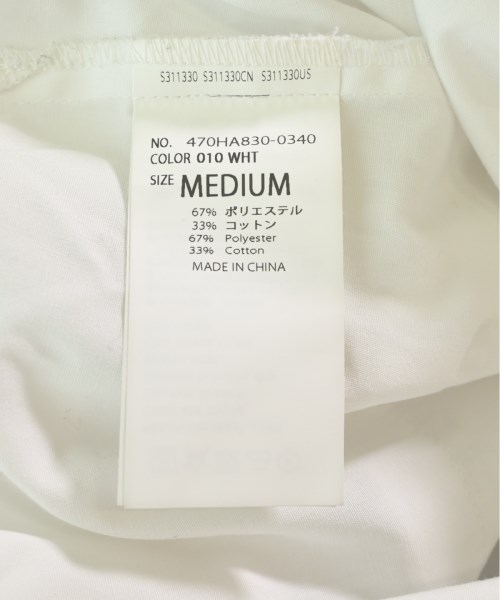 S311330 S311330CN S311330US
NO. 470HA830-0340
COLOR 010 WHT
SIZE MEDIUM
67% ポリエステル
33% コットン
67% Polyester
33% Cotton
MADE IN CHINA